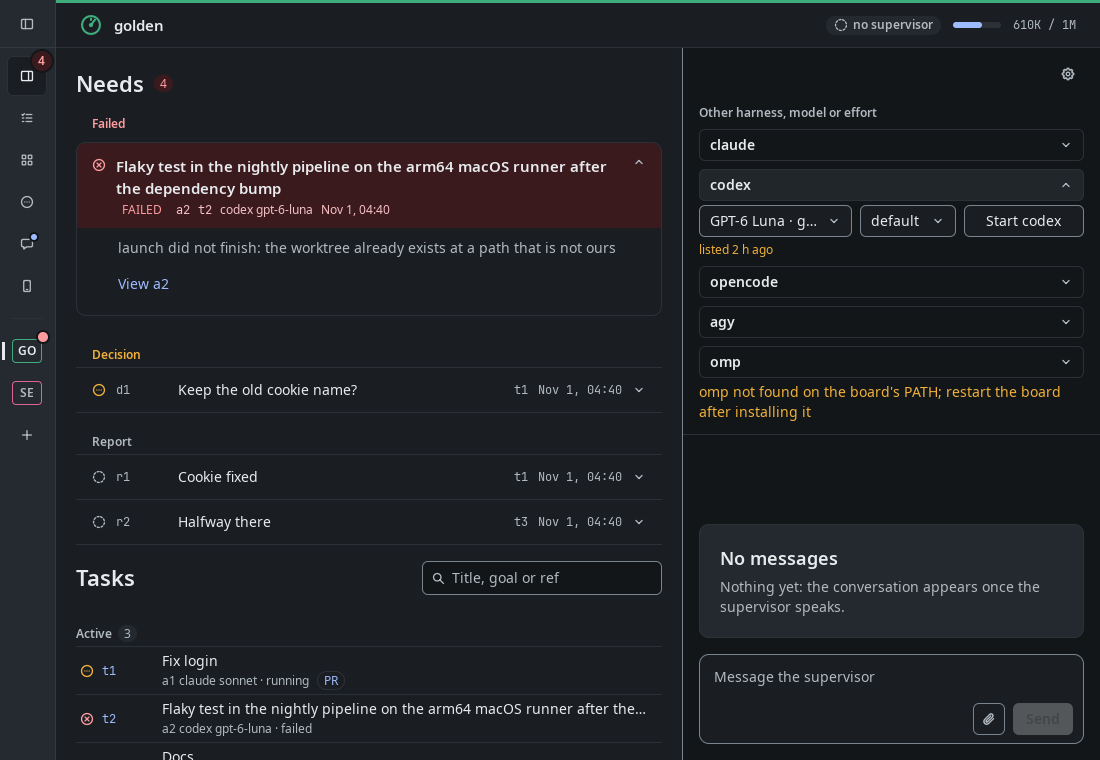 golden
no supervisor
610K / 1M
4
GO
SE
Needs 4
Failed
Flaky test in the nightly pipeline on the arm64 macOS runner after
the dependency bump
FAILED a2 t2 codex gpt-6-luna Nov 1, 04:40
launch did not finish: the worktree already exists at a path that is not ours
View a2
Decision
d1 Keep the old cookie name? t1 Nov 1, 04:40
Report
r1 Cookie fixed t1 Nov 1, 04:40
r2 Halfway there t3 Nov 1, 04:40
Tasks
Title, goal or ref
Active 3
t1 Fix login
a1 claude sonnet · running PR
t2 Flaky test in the nightly pipeline on the arm64 macOS runner after the…
a2 codex gpt-6-luna · failed
Docs
Other harness, model or effort
claude
codex
GPT-6 Luna · g… default Start codex
listed 2 h ago
opencode
agy
omp
omp not found on the board's PATH; restart the board
after installing it
No messages
Nothing yet: the conversation appears once the
supervisor speaks.
Message the supervisor
Send